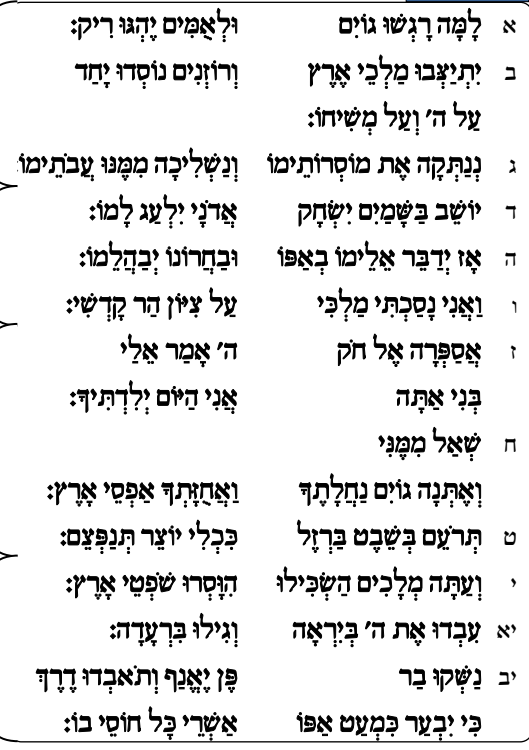 א לָמָּה רָגְשׁוּ גוֹיִם וּלְאֻמִּים יֶהְגּוּ רִיק:
ב יִתְיַצְּבוּ מַלְכֵי אֶרֶץ וְרוֹזְנִים נוֹסְדוּ יָחַד
עַל ה׳ וְעַל מְשִׁיחוֹ:
ג נְנַתְּקָה אֶת מוֹסְרוֹתֵימוֹ וְנַשְׁלִיכָה מִמֶּנּוּ עֲבֹתֵימוֹ:
ד יוֹשֵׁב בַּשָּׁמַיִם יִשְׂחָק אֲדֹנָי יִלְעַג לָמוֹ:
ה אָז יְדַבֵּר אֵלֵימוֹ בְאַפּוֹ וּבַחֲרוֹנוֹ יְבַהֲלֵמוֹ:
ו וַאֲנִי נָסַכְתִּי מַלְכִּי עַל צִיּוֹן הַר קָדְשִׁי:
ז אֲסַפְּרָה אֶל חֹק ה׳ אָמַר אֵלַי
בְּנִי אַתָּה אֲנִי הַיּוֹם יְלִדְתִּיךָ:
ח שְׁאַל מִמֶּנִּי
וְאֶתְּנָה גוֹיִם נַחֲלָתֶךָ וַאֲחֻזָּתְךָ אַפְסֵי אָרֶץ:
ט תְּרֹעֵם בְּשֵׁבֶט בַּרְזֶל כִּכְלִי יוֹצֵר תְּנַפְּצֵם:
י וְעַתָּה מְלָכִים הַשְׂכִּילוּ הִוָּסְרוּ שֹׁפְטֵי אָרֶץ:
יא עִבְדוּ אֶת ה׳ בְּיִרְאָה וְגִילוּ בִּרְעָדָה:
יב נַשְּׁקוּ בַר פֶּן יֶאֱנַף וְתֹאבְדוּ דֶרֶךְ
כִּי יִבְעַר כִּמְעַט אַפּוֹ אַשְׁרֵי כָּל חוֹסֵי בוֹ: